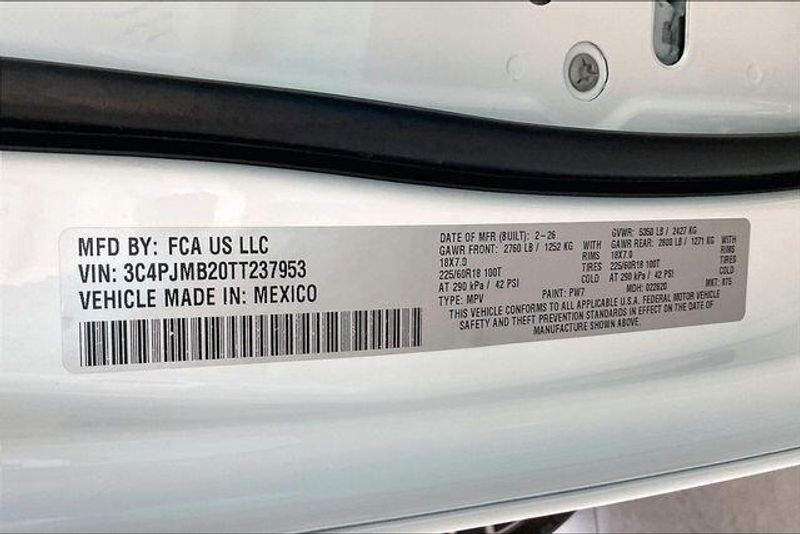 MFD BY: FCA US LLC
VIN: 3C4PJMB20TT237953
VEHICLE MADE IN: MEXICO
DATE OF MFR (BUILT): 2-26
GAWR FRONT: 2760 LB / 1252 KG WITH
18X7.0 RIMS
225/60R18 100T TIRES
AT 290 kPa / 42 PSI COLD
GVWR: 5350 LB / 2427 KG
GAWR REAR: 2800 LB / 1271 KG WITH
18X7.0 RIMS
225/60R18 100T TIRES
AT 290 kPa / 42 PSI COLD
TYPE: MPV PAINT: PW7 MDH: 022620 MKT: 875
THIS VEHICLE CONFORMS TO ALL APPLICABLE U.S.A. FEDERAL MOTOR VEHICLE
SAFETY AND THEFT PREVENTION STANDARDS IN EFFECT ON THE DATE OF
MANUFACTURE SHOWN ABOVE.